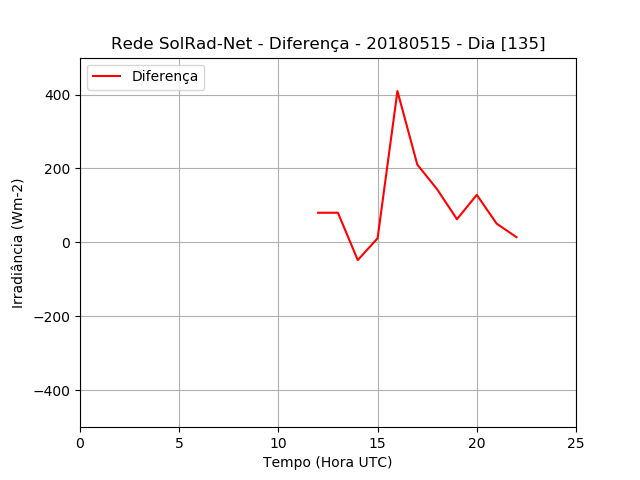 Rede SolRad-Net - Diferença - 20180515 - Dia [135]
Diferença
400
200
0
−200
−400
Irradiância (Wm-2)
0 5 10 15 20 25
Tempo (Hora UTC)